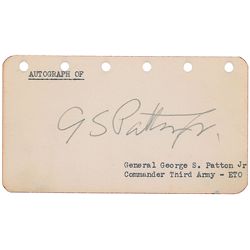 AUTOGRAPH OF
G S Patton Jr.
General George S. Patton Jr
Commander Third Army - ETO